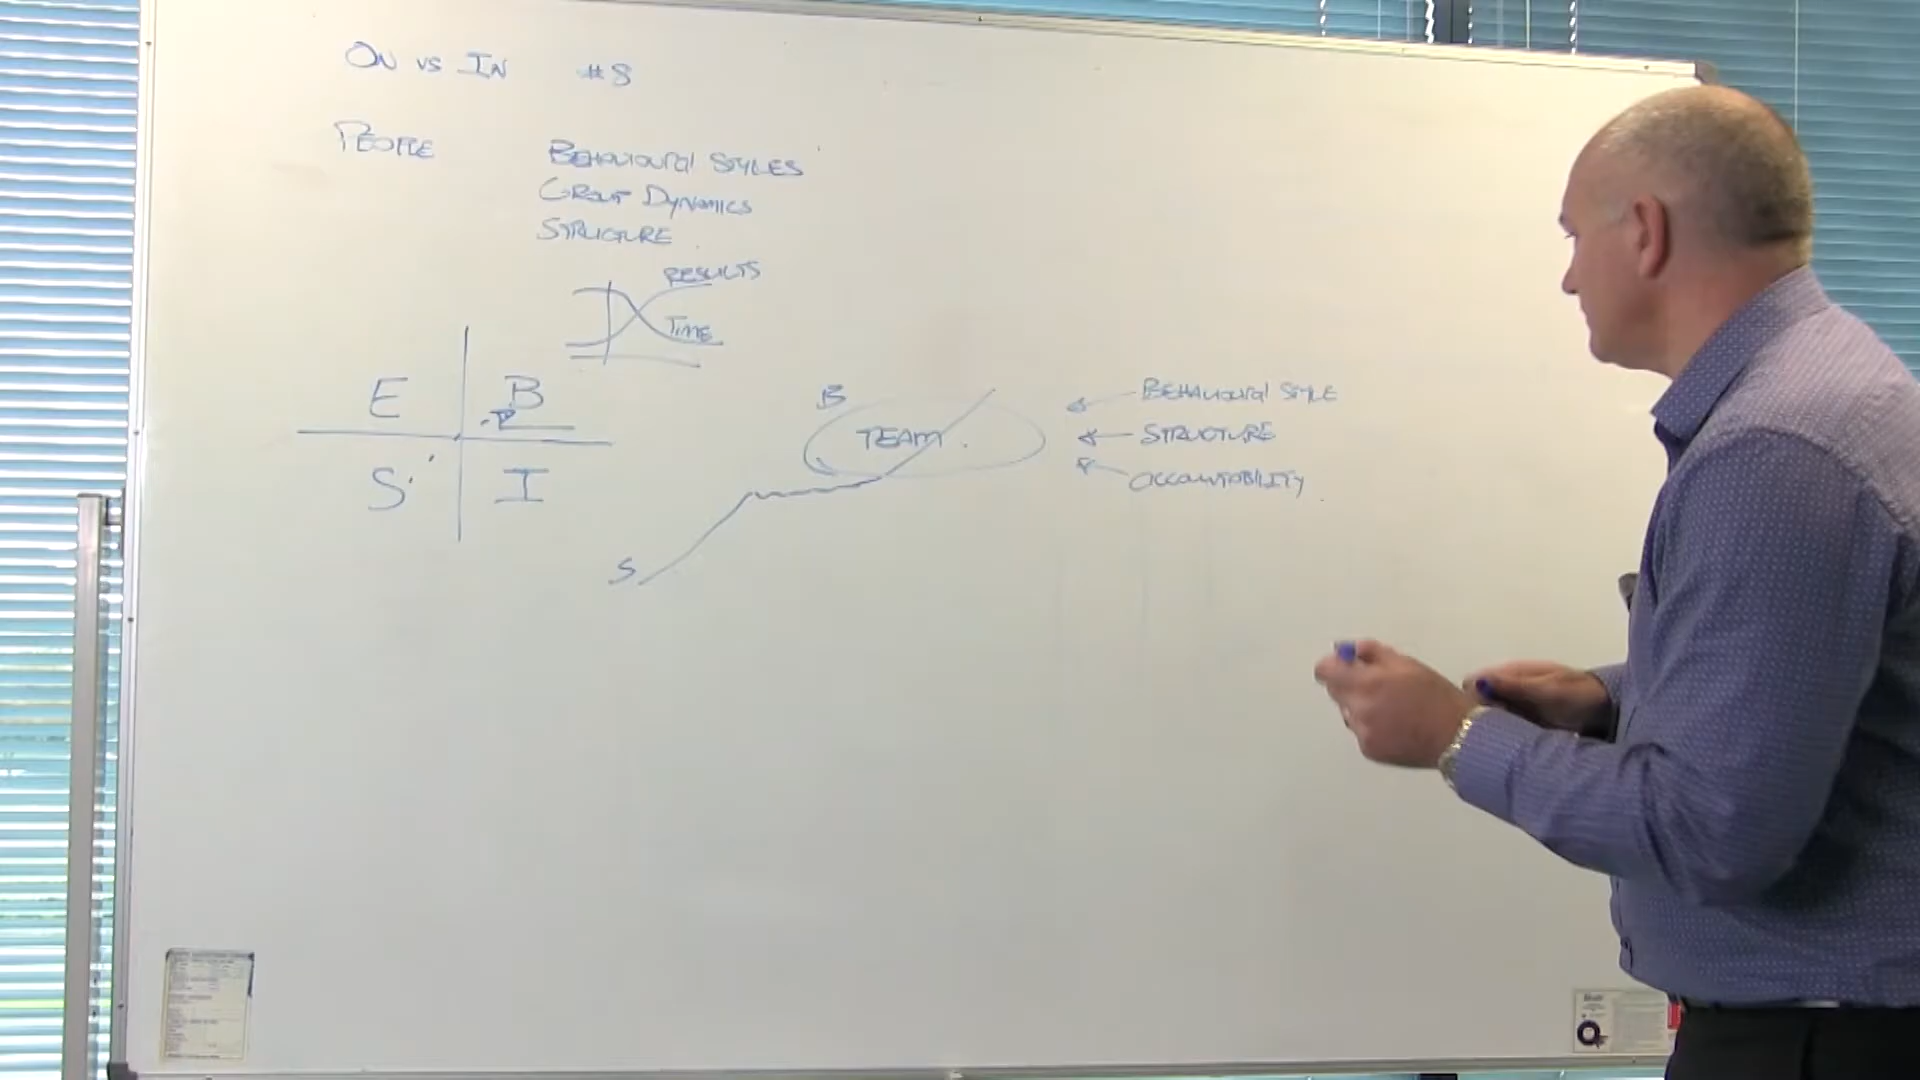 ON VS IN #8
PEOPLE
BEHAVIOURAL STYLES
GROUP DYNAMICS
STRUCTURE
RESULTS
TIME
E B
S I
B
TEAM.
S
BEHAVIOURAL STYLE
STRUCTURE
ACCOUNTABILITY